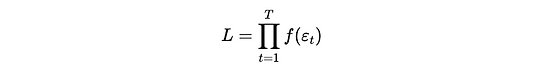 L = ∏_{t=1}^{T} f(ε_t)